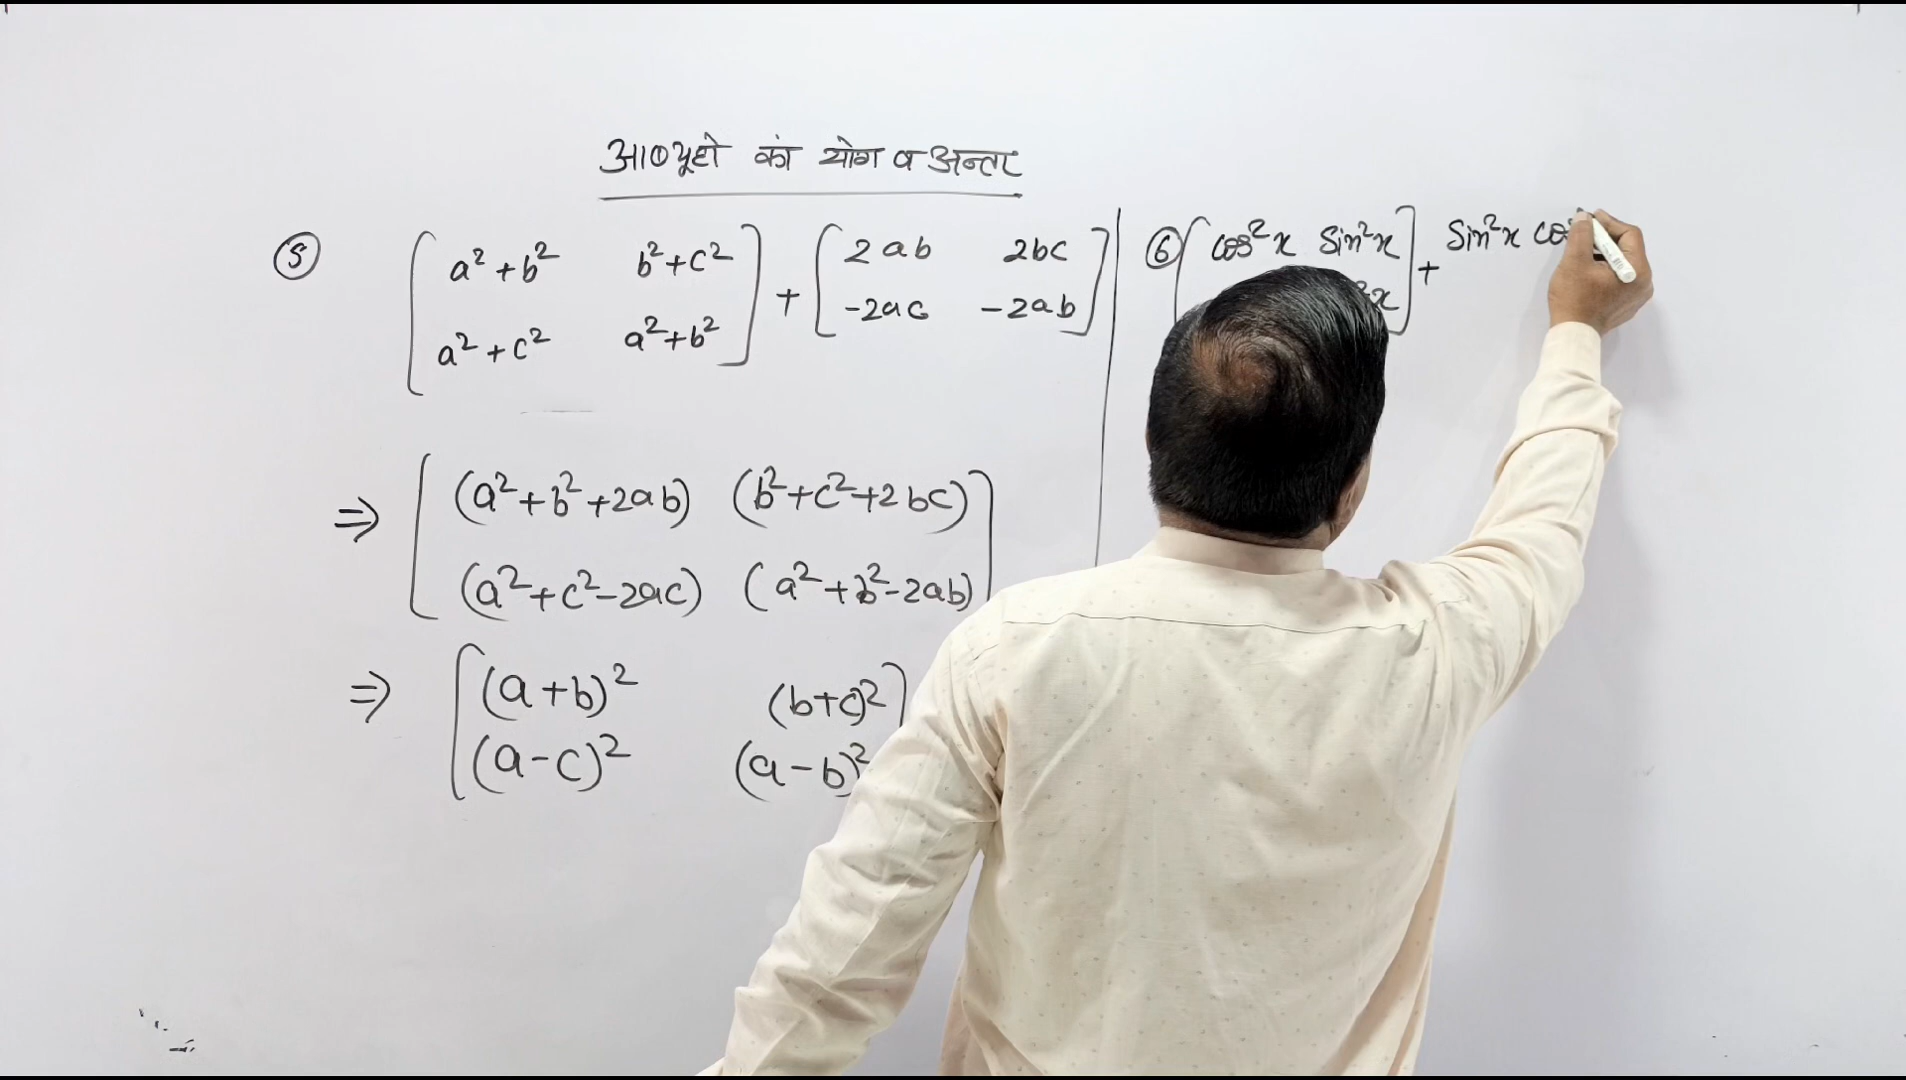 आव्यूहो का योग व अन्तर
⑤ [ a² + b² b² + c² ] + [ 2ab 2bc ]
[ a² + c² a² + b² ] [ -2ac -2ab ]
⇒ [ (a² + b² + 2ab) (b² + c² + 2bc) ]
[ (a² + c² - 2ac) (a² + b² - 2ab) ]
⇒ [ (a + b)² (b + c)² ]
[ (a - c)² (a - b)²
⑥ [ cos²x Sin²x ] + Sin²x
²x ]